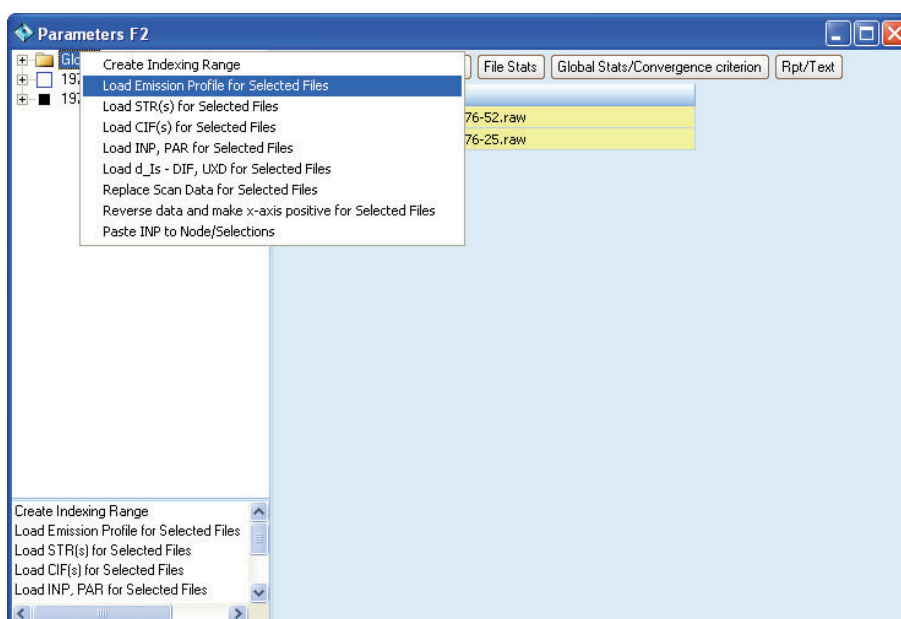 Parameters F2
Glo
File Stats Global Stats/Convergence criterion Rpt/Text
197
197
76-52.raw
76-25.raw
Create Indexing Range
Load Emission Profile for Selected Files
Load STR(s) for Selected Files
Load CIF(s) for Selected Files
Load INP, PAR for Selected Files
Load d_Is - DIF, UXD for Selected Files
Replace Scan Data for Selected Files
Reverse data and make x-axis positive for Selected Files
Paste INP to Node/Selections
Create Indexing Range
Load Emission Profile for Selected Files
Load STR(s) for Selected Files
Load CIF(s) for Selected Files
Load INP, PAR for Selected Files